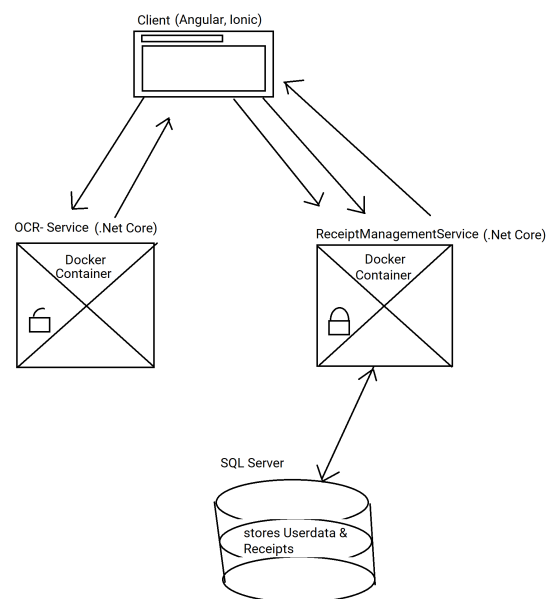 Client (Angular, Ionic)
OCR- Service (.Net Core)
ReceiptManagementService (.Net Core)
Docker
Container
Docker
Container
SQL Server
stores Userdata &
Receipts